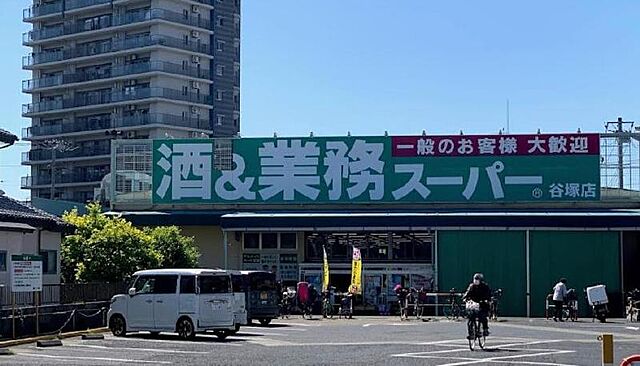 酒&業務スーパー
一般のお客様 大歓迎
谷塚店